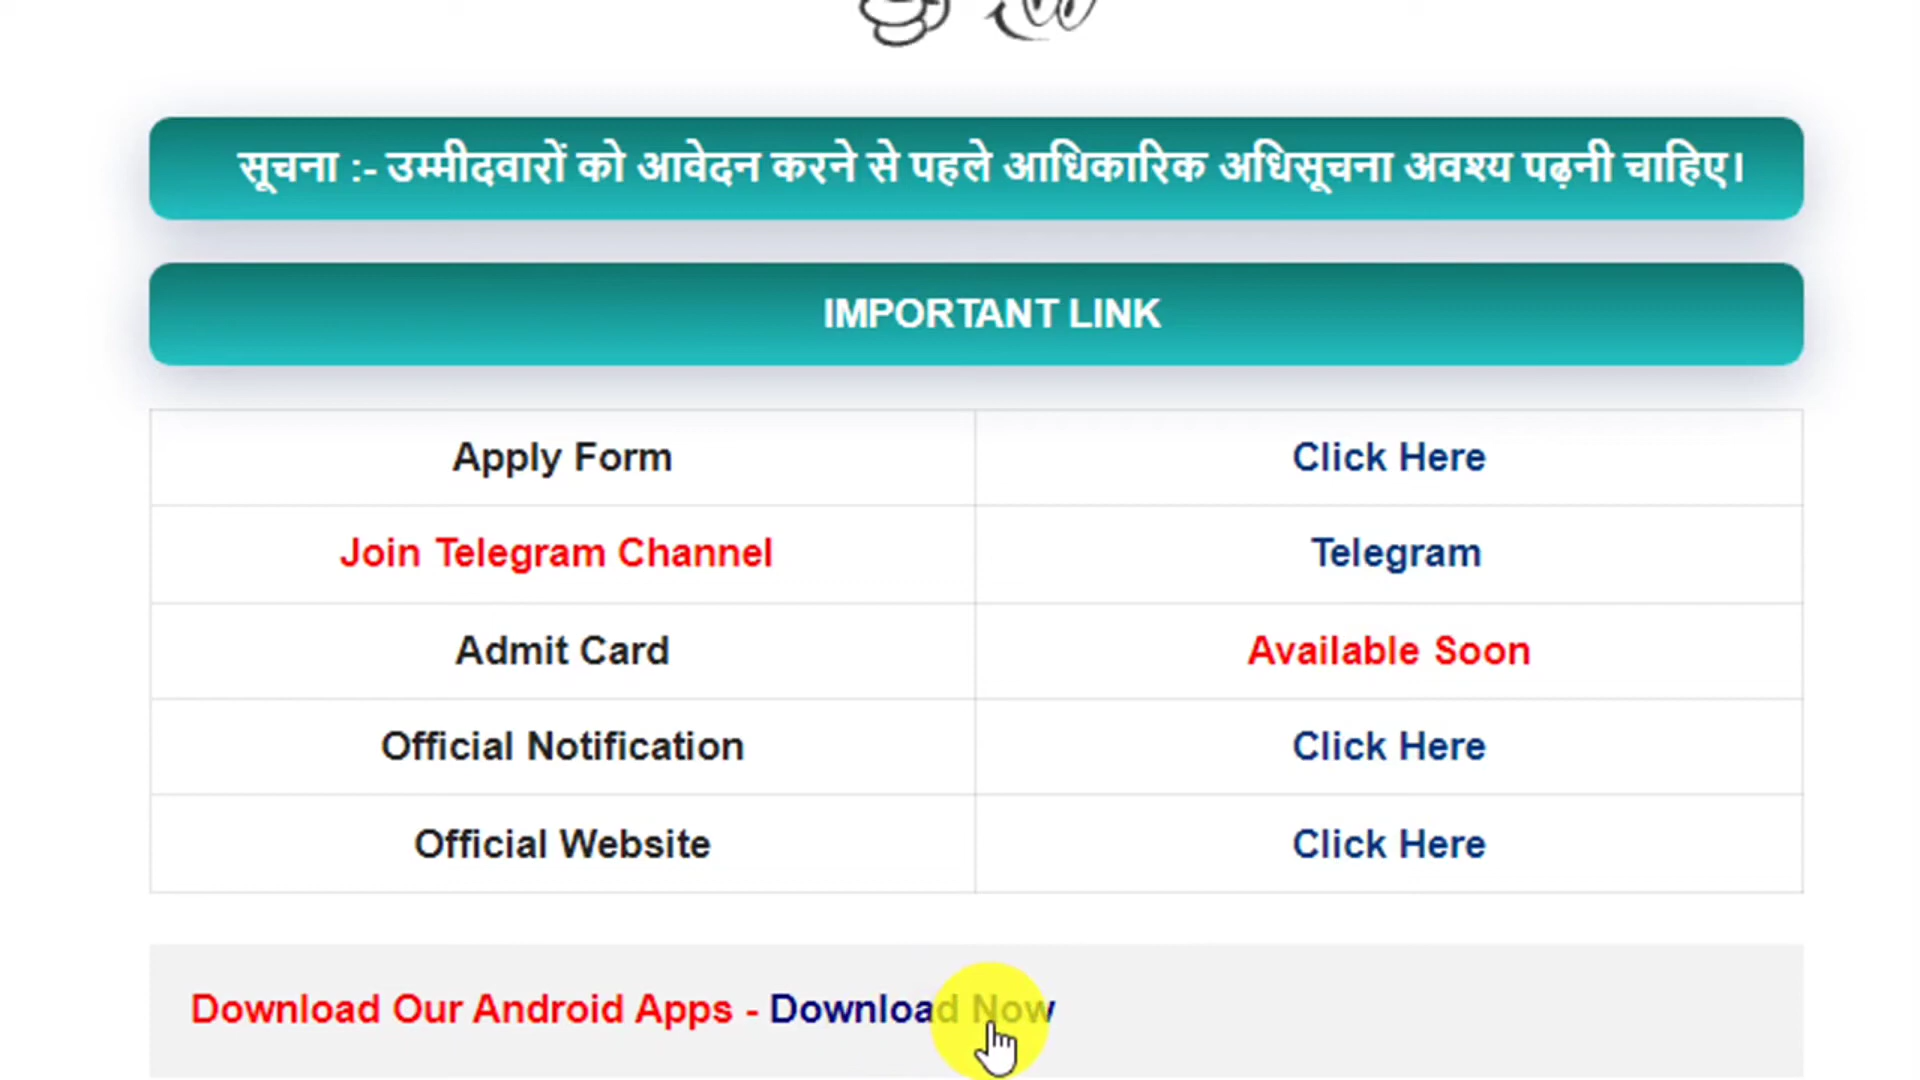 सूचना :- उम्मीदवारों को आवेदन करने से पहले आधिकारिक अधिसूचना अवश्य पढ़नी चाहिए।
IMPORTANT LINK
Apply Form Click Here
Join Telegram Channel Telegram
Admit Card Available Soon
Official Notification Click Here
Official Website Click Here
Download Our Android Apps - Download Now